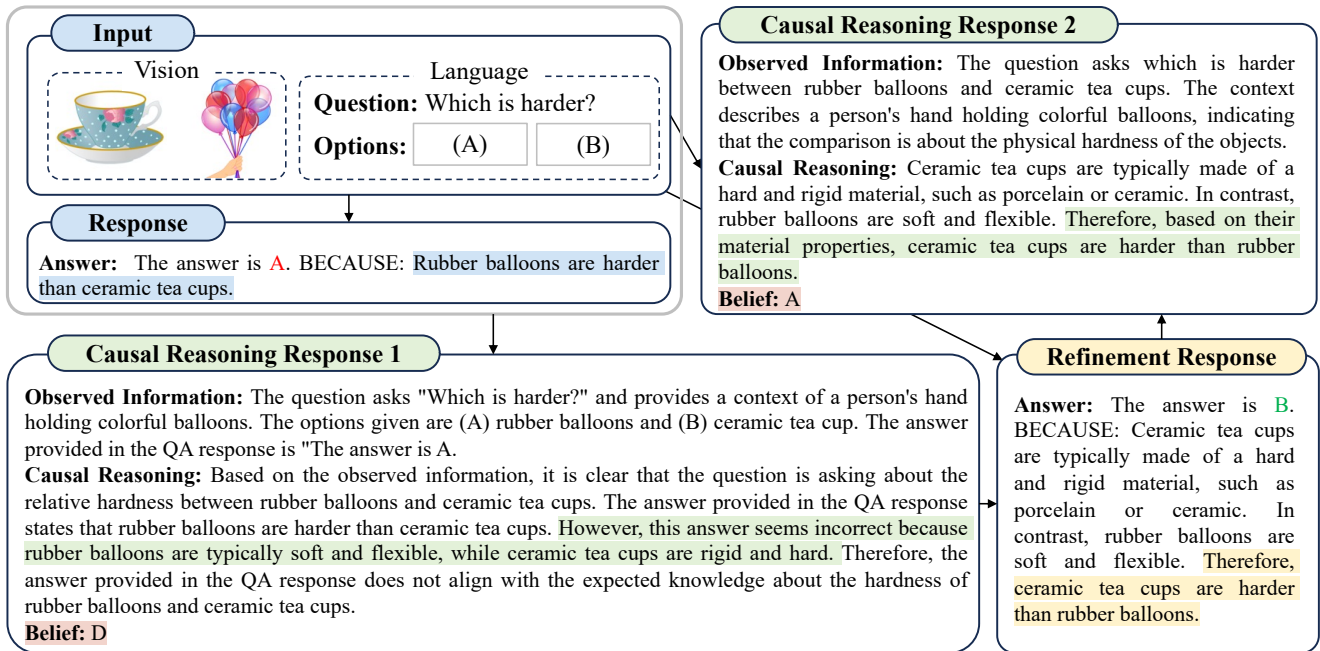 Input
Vision
Language
Question: Which is harder?
Options:
(A)
(B)
Response
Answer: The answer is A. BECAUSE: Rubber balloons are harder
than ceramic tea cups.
Causal Reasoning Response 2
Observed Information: The question asks which is harder
between rubber balloons and ceramic tea cups. The context
describes a person's hand holding colorful balloons, indicating
that the comparison is about the physical hardness of the objects.
Causal Reasoning: Ceramic tea cups are typically made of a
hard and rigid material, such as porcelain or ceramic. In contrast,
rubber balloons are soft and flexible. Therefore, based on their
material properties, ceramic tea cups are harder than rubber
balloons.
Belief: A
Causal Reasoning Response 1
Observed Information: The question asks "Which is harder?" and provides a context of a person's hand
holding colorful balloons. The options given are (A) rubber balloons and (B) ceramic tea cup. The answer
provided in the QA response is "The answer is A.
Causal Reasoning: Based on the observed information, it is clear that the question is asking about the
relative hardness between rubber balloons and ceramic tea cups. The answer provided in the QA response
states that rubber balloons are harder than ceramic tea cups. However, this answer seems incorrect because
rubber balloons are typically soft and flexible, while ceramic tea cups are rigid and hard. Therefore, the
answer provided in the QA response does not align with the expected knowledge about the hardness of
rubber balloons and ceramic tea cups.
Belief: D
Refinement Response
Answer: The answer is B.
BECAUSE: Ceramic tea cups
are typically made of a hard
and rigid material, such as
porcelain or ceramic. In
contrast, rubber balloons are
soft and flexible. Therefore,
ceramic tea cups are harder
than rubber balloons.